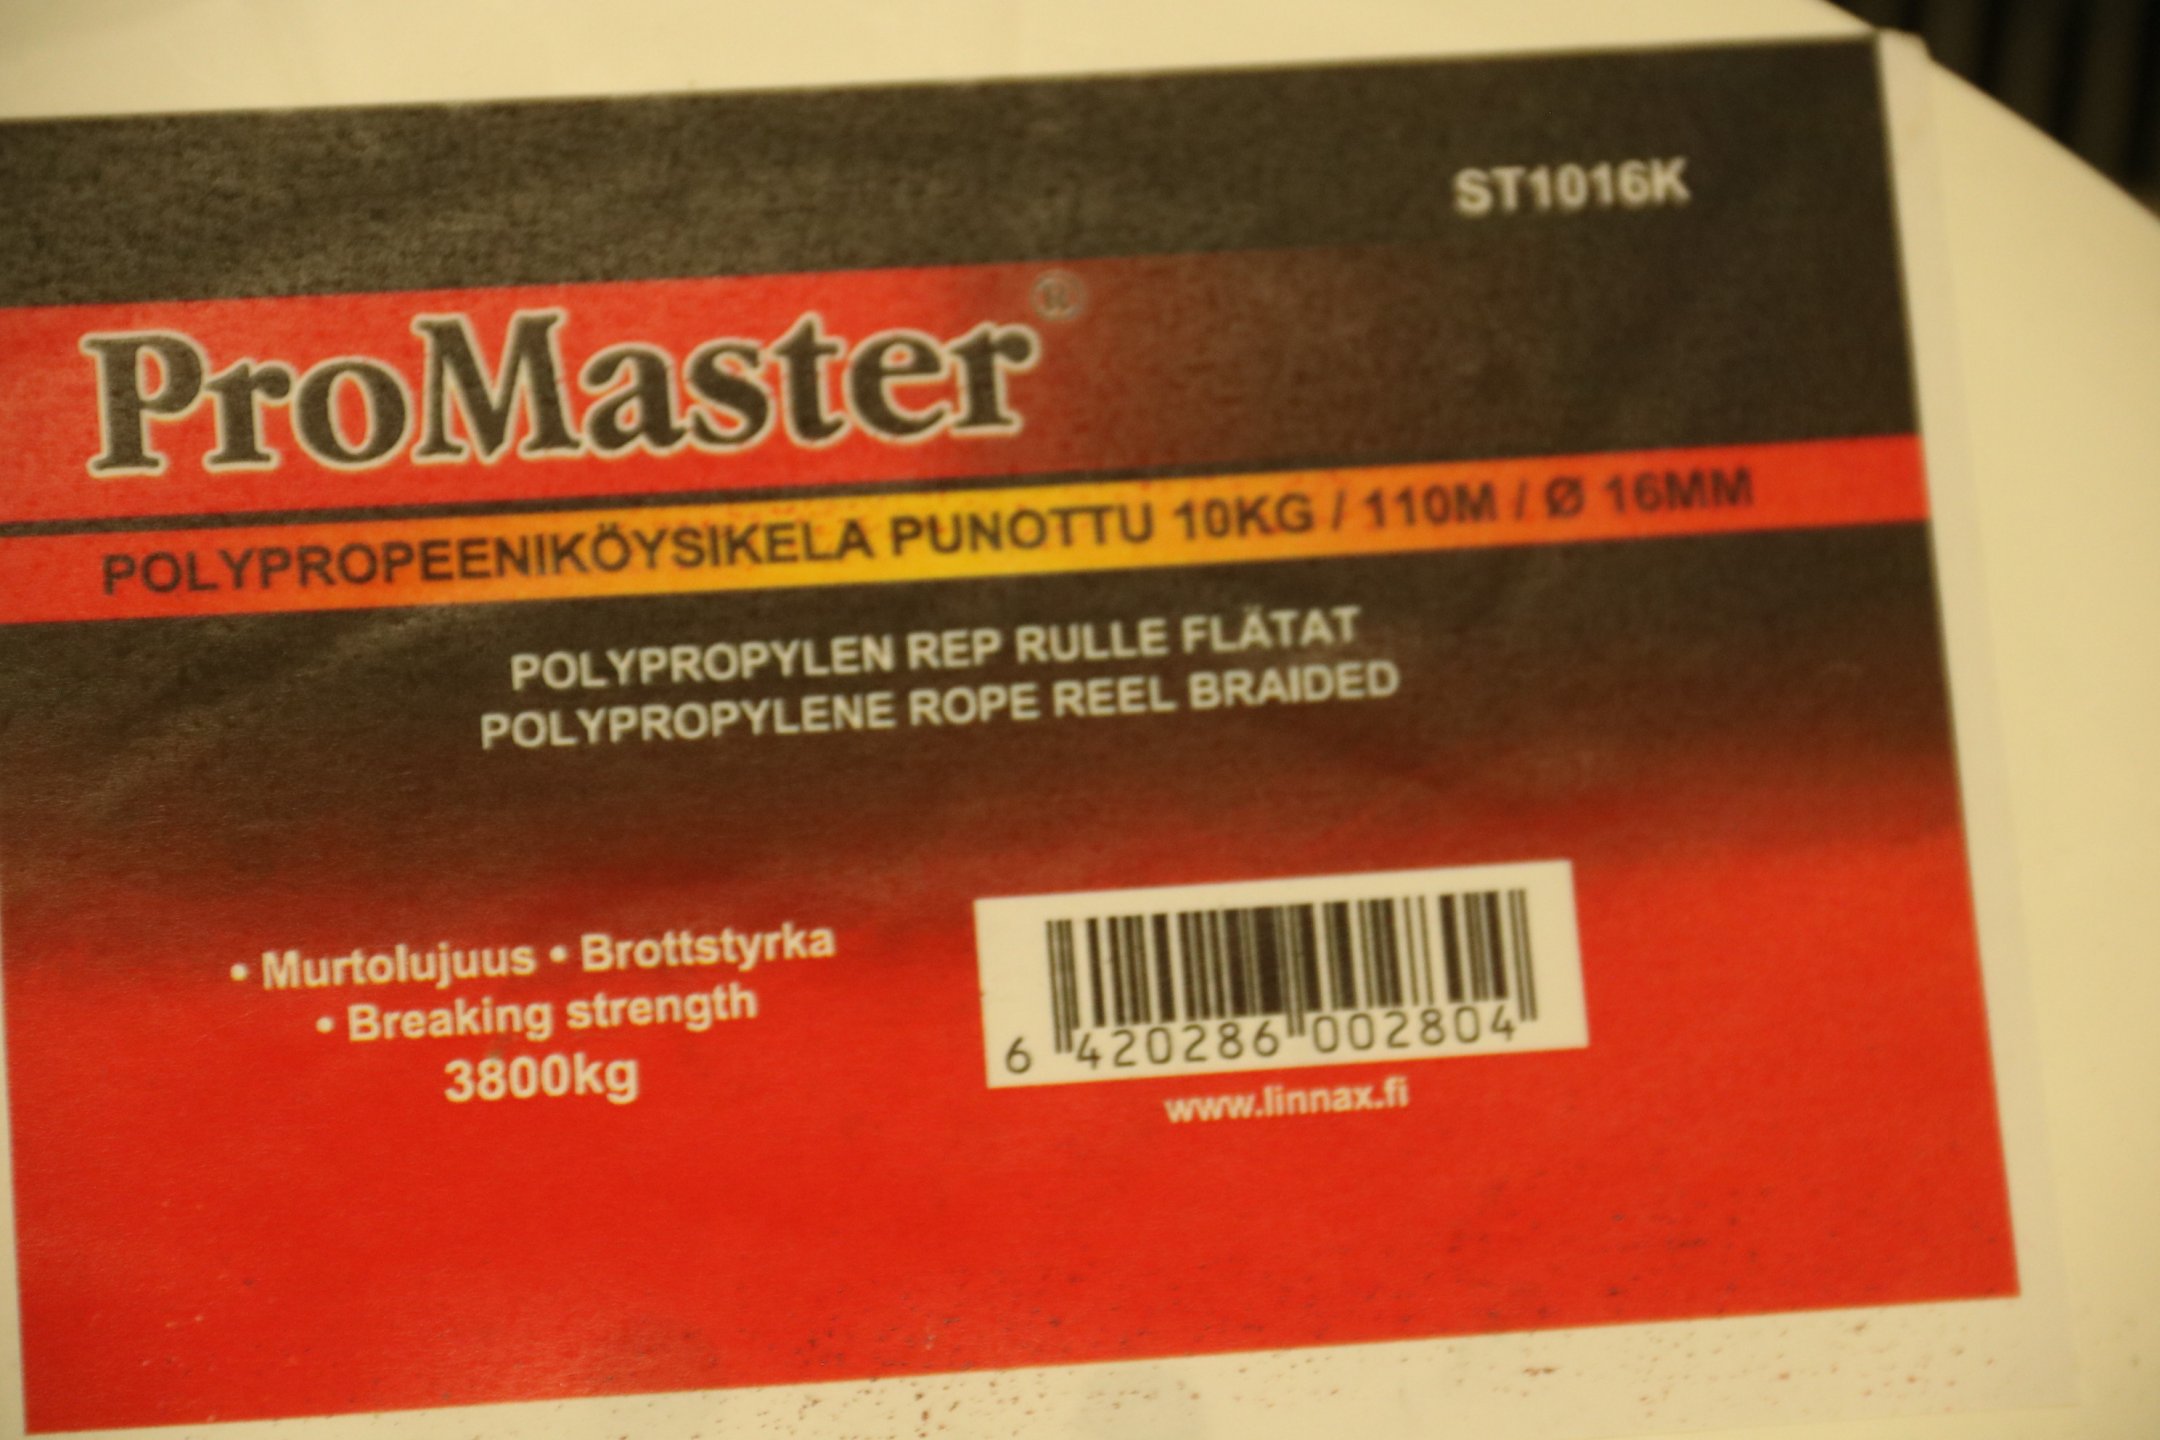 ST1016K
ProMaster®
POLYPROPEENIKÖYSIKELA PUNOTTU 10KG / 110M / Ø 16MM
POLYPROPYLEN REP RULLE FLÄTAT
POLYPROPYLENE ROPE REEL BRAIDED
• Murtolujuus • Brottstyrka
• Breaking strength
3800kg
6 420286 002804
www.linnax.fi